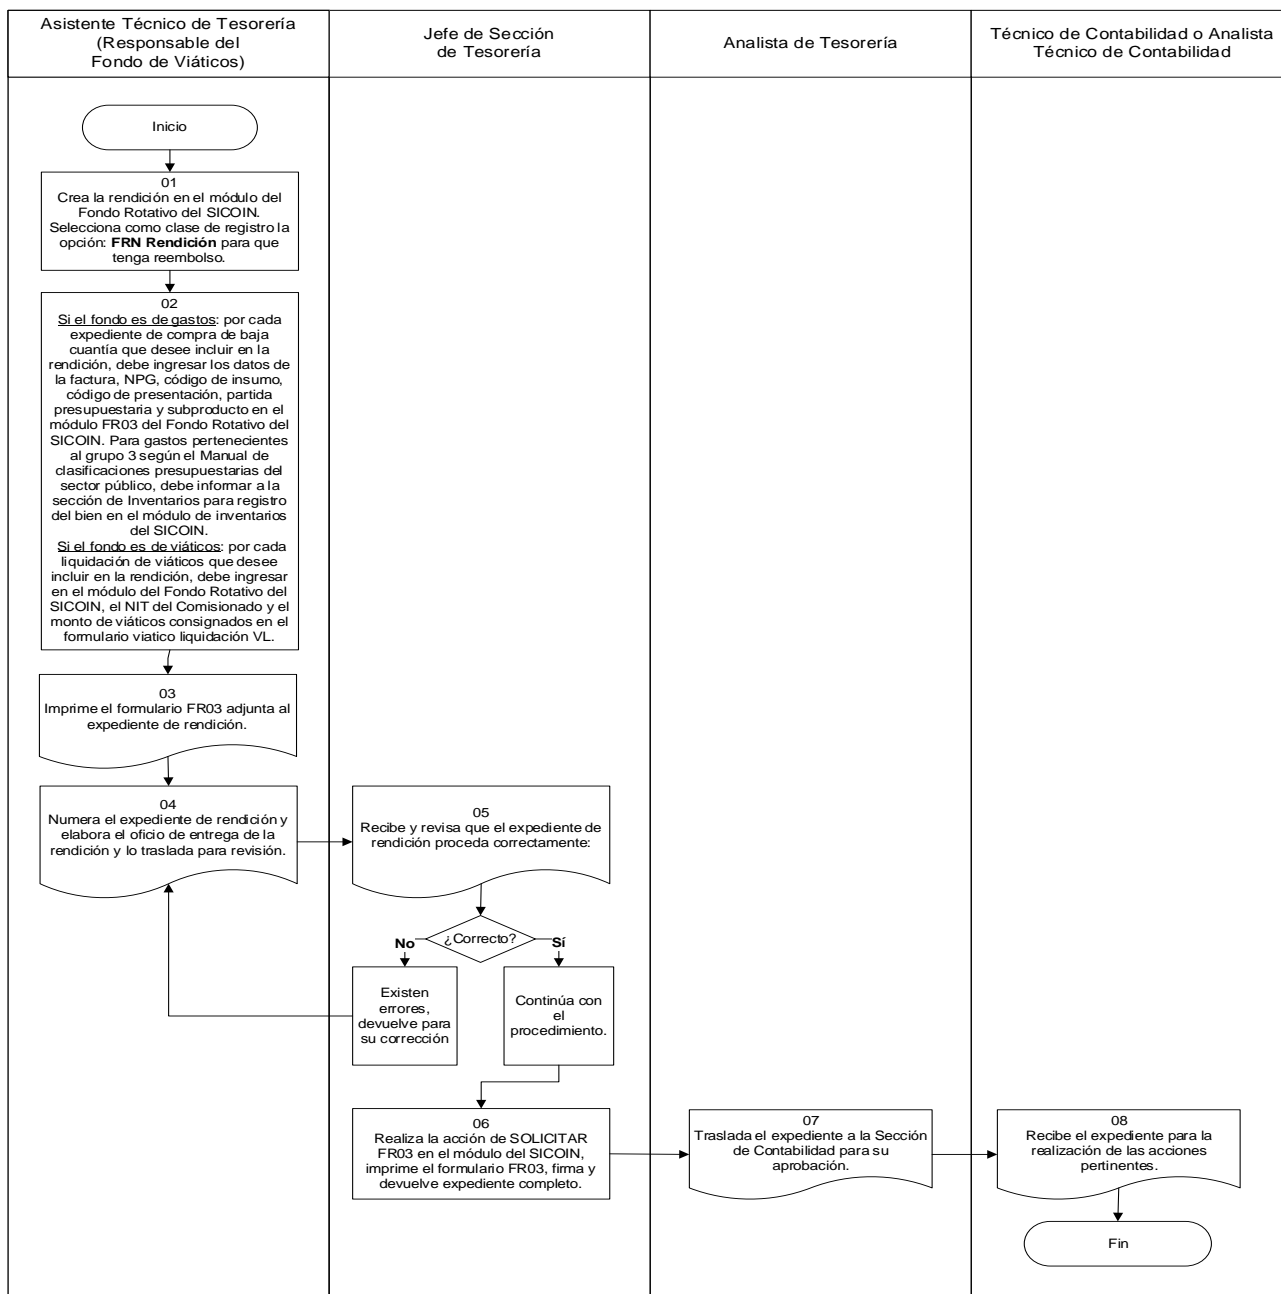 Asistente Técnico de Tesorería
(Responsable del
Fondo de Viáticos)
Jefe de Sección
de Tesorería
Analista de Tesorería
Técnico de Contabilidad o Analista
Técnico de Contabilidad
Inicio
01
Crea la rendición en el módulo del
Fondo Rotativo del SICOIN.
Selecciona como clase de registro la
opción: FRN Rendición para que
tenga reembolso.
02
Si el fondo es de gastos: por cada
expediente de compra de baja
cuantía que desee incluir en la
rendición, debe ingresar los datos de
la factura, NPG, código de insumo,
código de presentación, partida
presupuestaria y subproducto en el
módulo FR03 del Fondo Rotativo del
SICOIN. Para gastos pertenecientes
al grupo 3 según el Manual de
clasificaciones presupuestarias del
sector público, debe informar a la
sección de Inventarios para registro
del bien en el módulo de inventarios
del SICOIN.
Si el fondo es de viáticos: por cada
liquidación de viáticos que desee
incluir en la rendición, debe ingresar
en el módulo del Fondo Rotativo del
SICOIN, el NIT del Comisionado y el
monto de viáticos consignados en el
formulario viatico liquidación VL.
03
Imprime el formulario FR03 adjunta al
expediente de rendición.
04
Numera el expediente de rendición y
elabora el oficio de entrega de la
rendición y lo traslada para revisión.
05
Recibe y revisa que el expediente de
rendición proceda correctamente:
¿Correcto?
No
Sí
Existen
errores,
devuelve para
su corrección
Continúa con
el
procedimiento.
06
Realiza la acción de SOLICITAR
FR03 en el módulo del SICOIN,
imprime el formulario FR03, firma y
devuelve expediente completo.
07
Traslada el expediente a la Sección
de Contabilidad para su
aprobación.
08
Recibe el expediente para la
realización de las acciones
pertinentes.
Fin